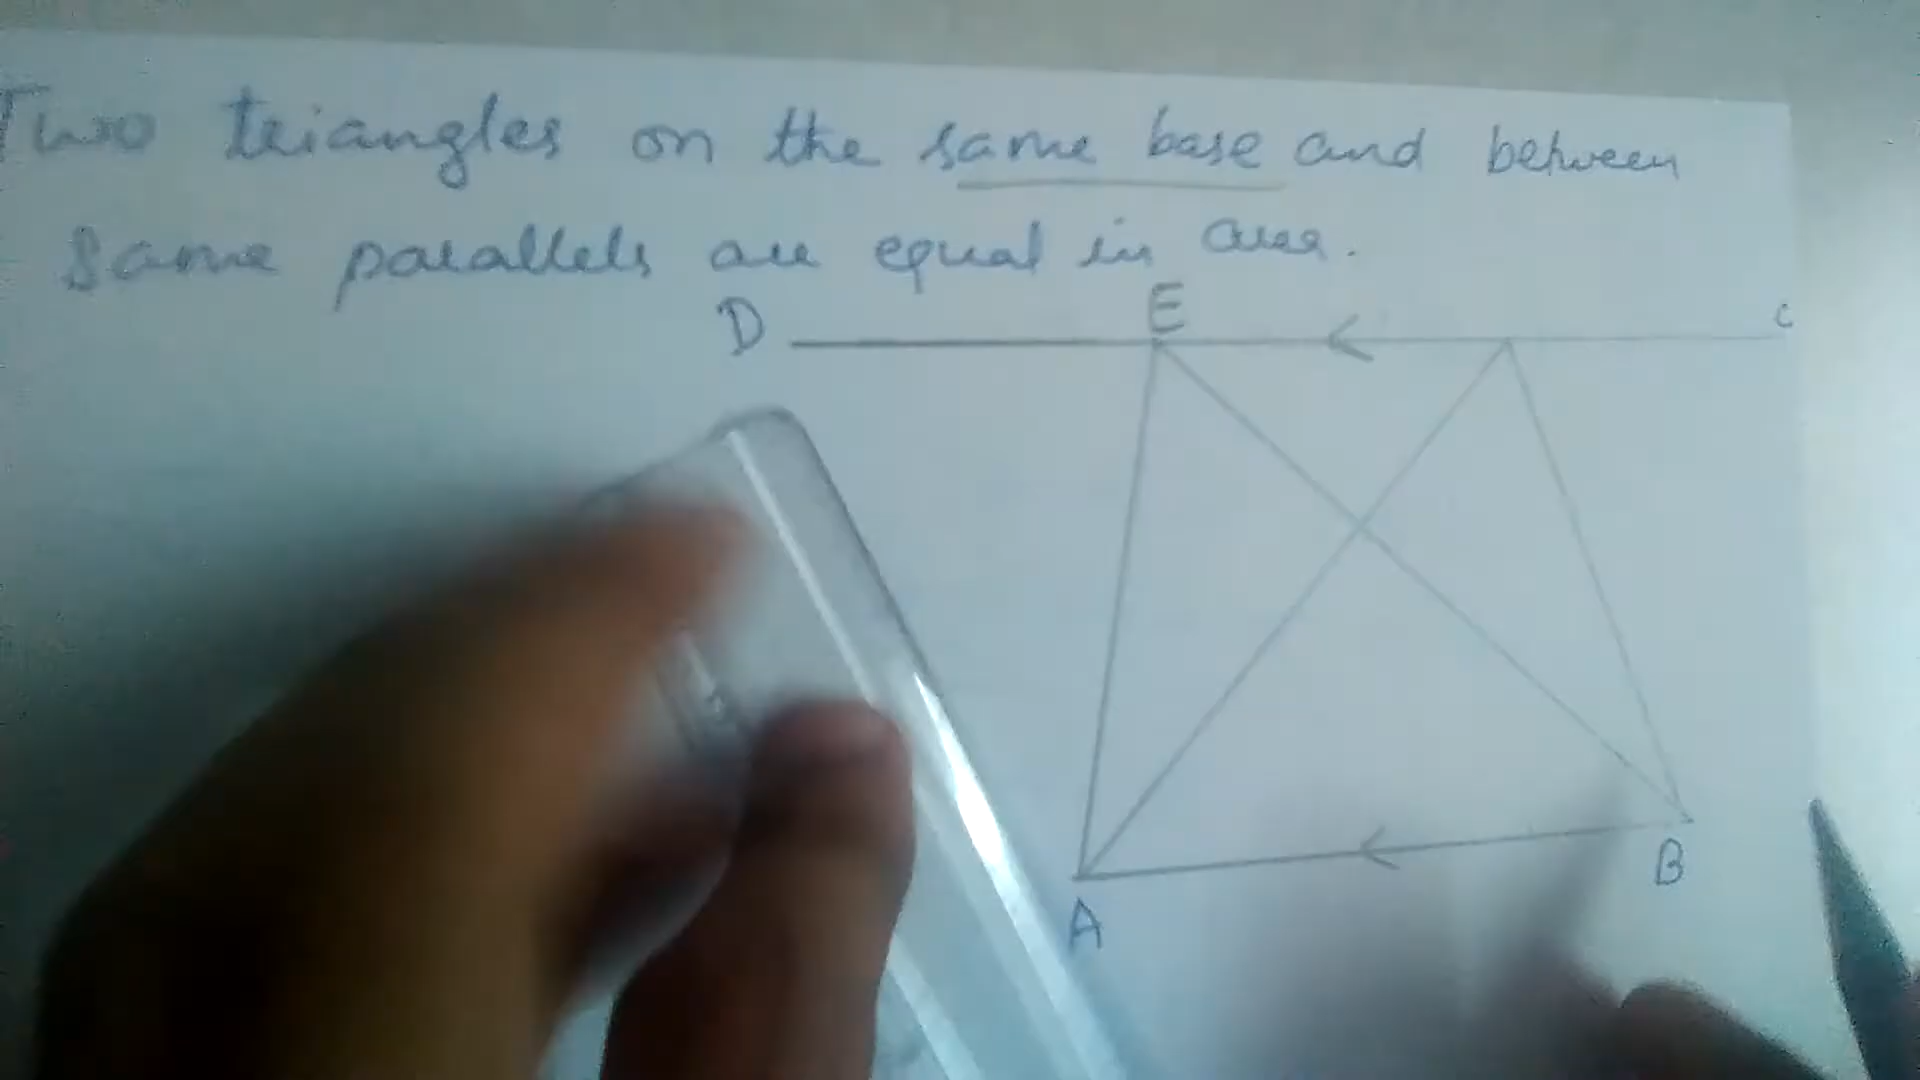 Two triangles on the same base and between
same parallels are equal in area.
D E C
B
A